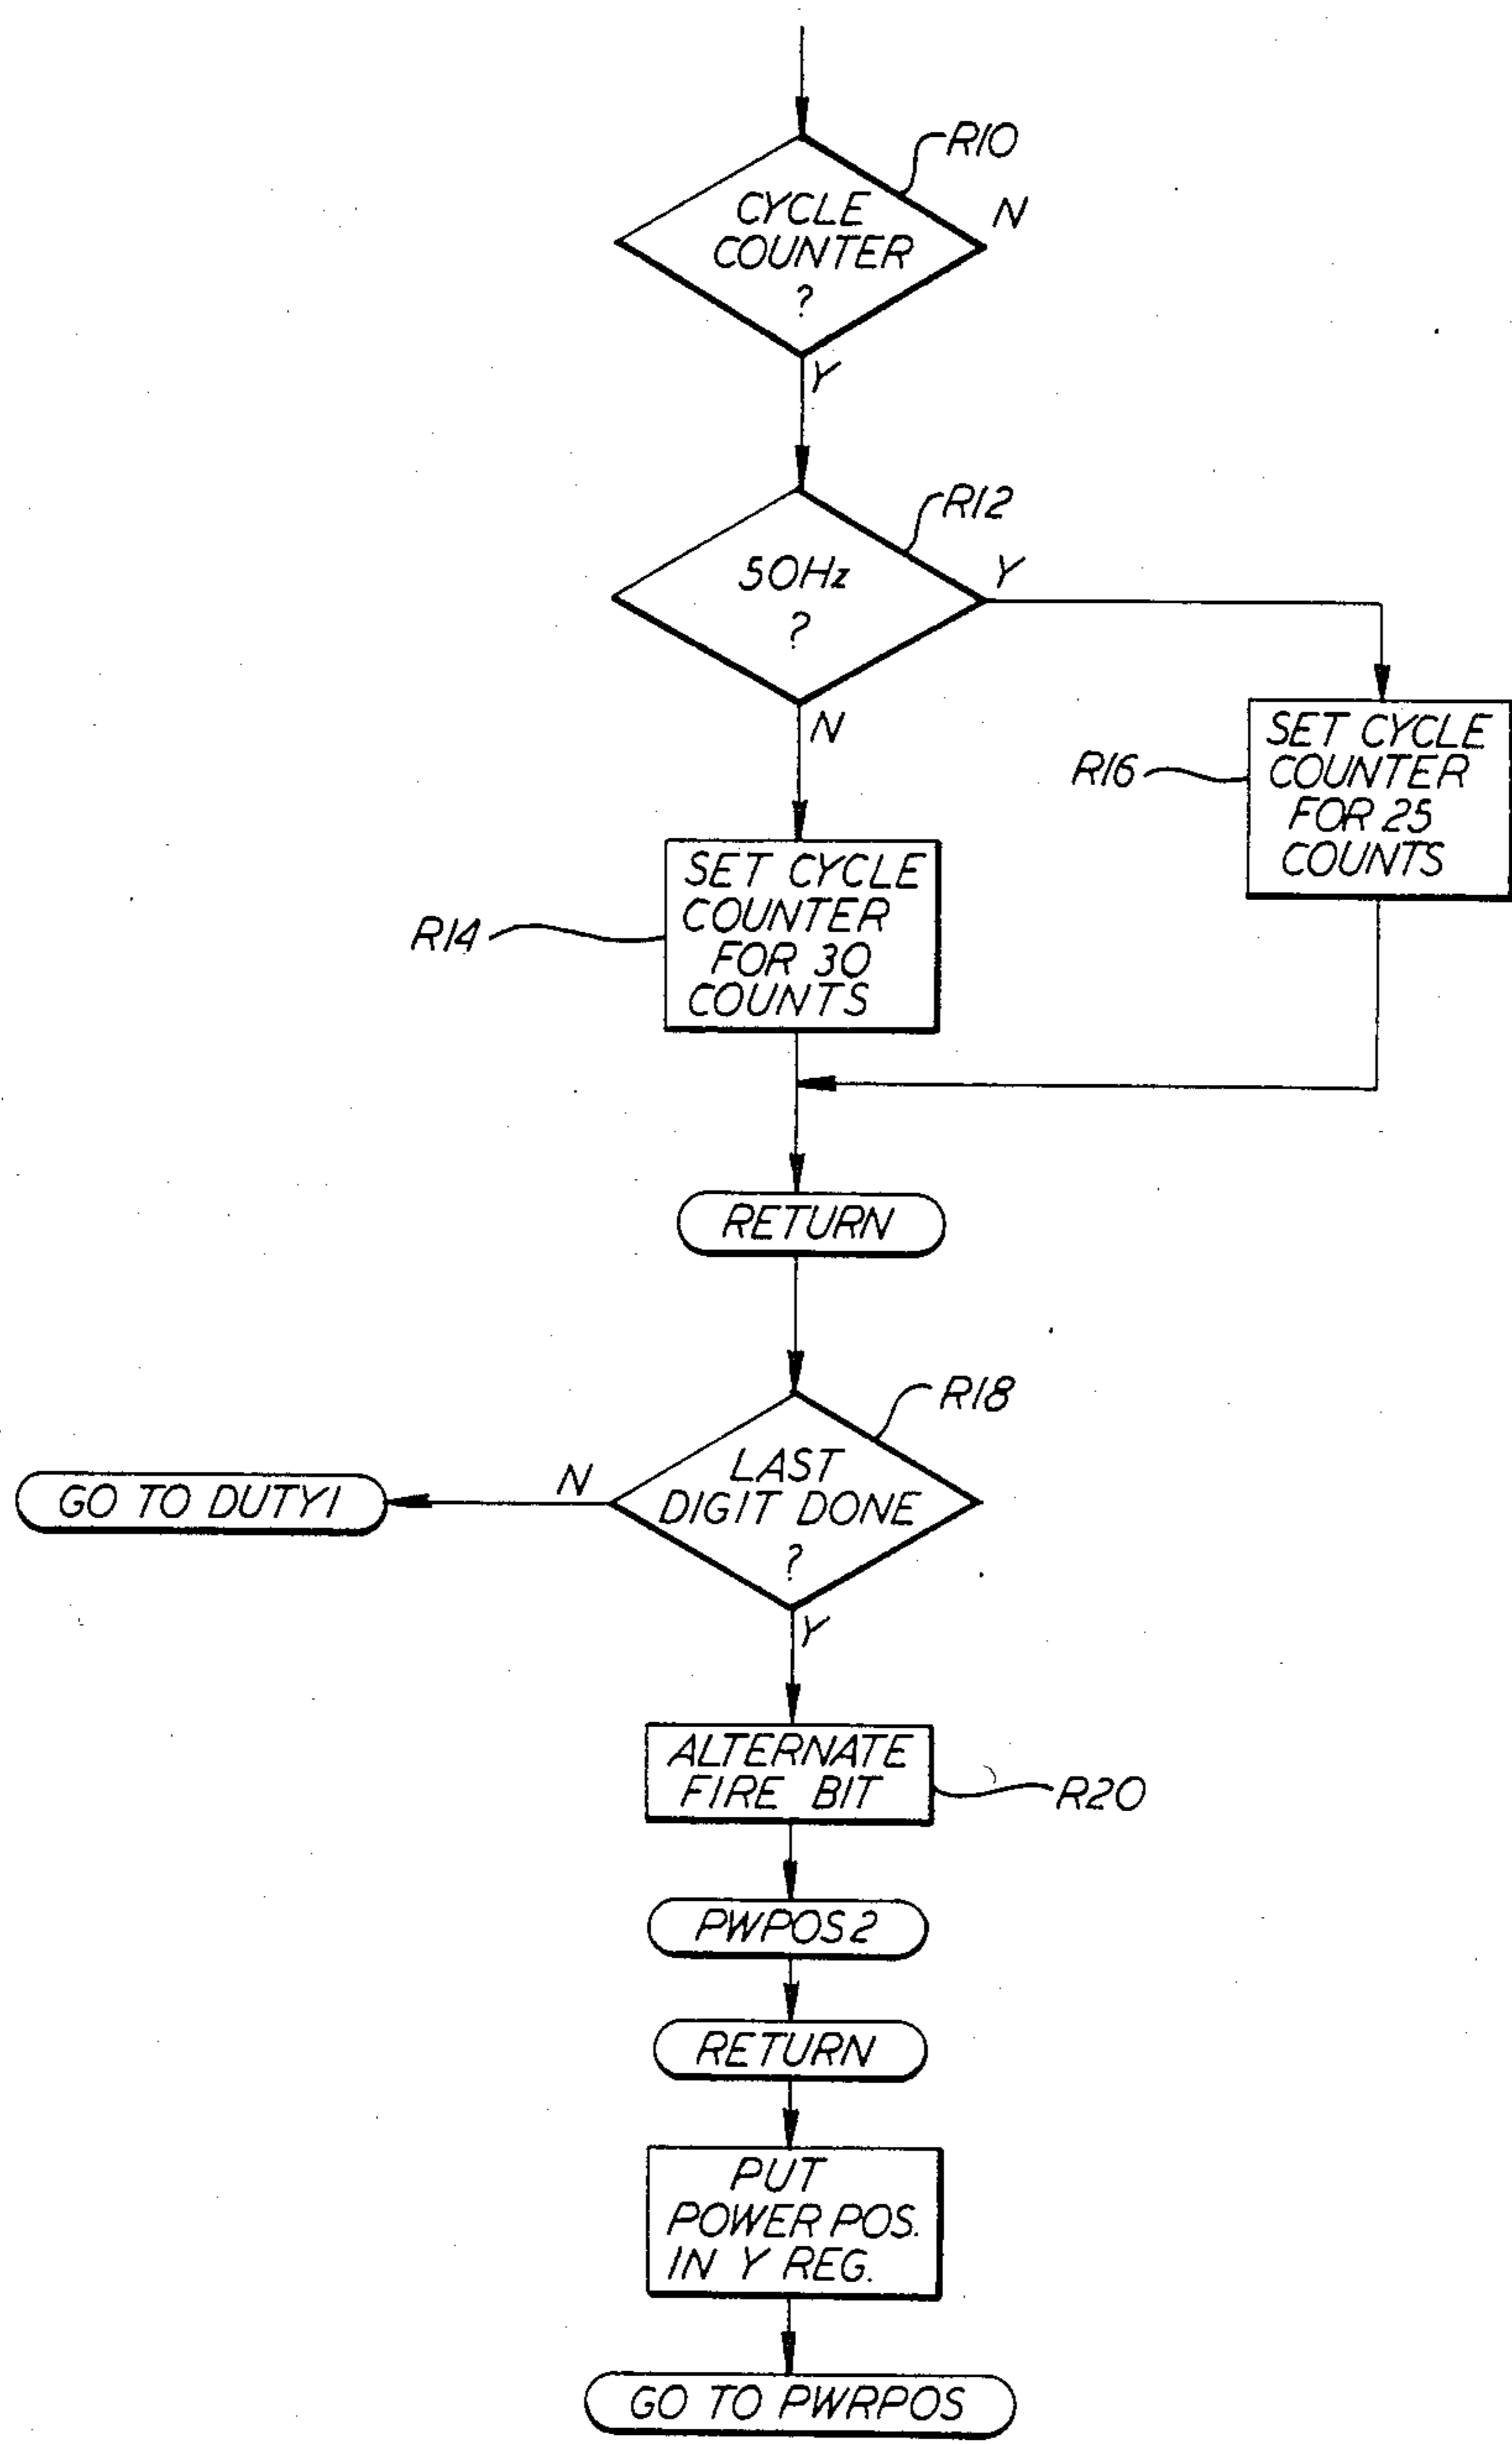 R10
N
CYCLE
COUNTER
?
Y
R12
Y
50Hz
?
N
SET CYCLE
COUNTER
FOR 25
COUNTS
R16
SET CYCLE
COUNTER
FOR 30
COUNTS
R14
RETURN
R18
LAST
DIGIT DONE
?
N
GO TO DUTY1
Y
ALTERNATE
FIRE BIT
R20
PWPOS2
RETURN
PUT
POWER POS.
IN Y REG.
GO TO PWRPOS